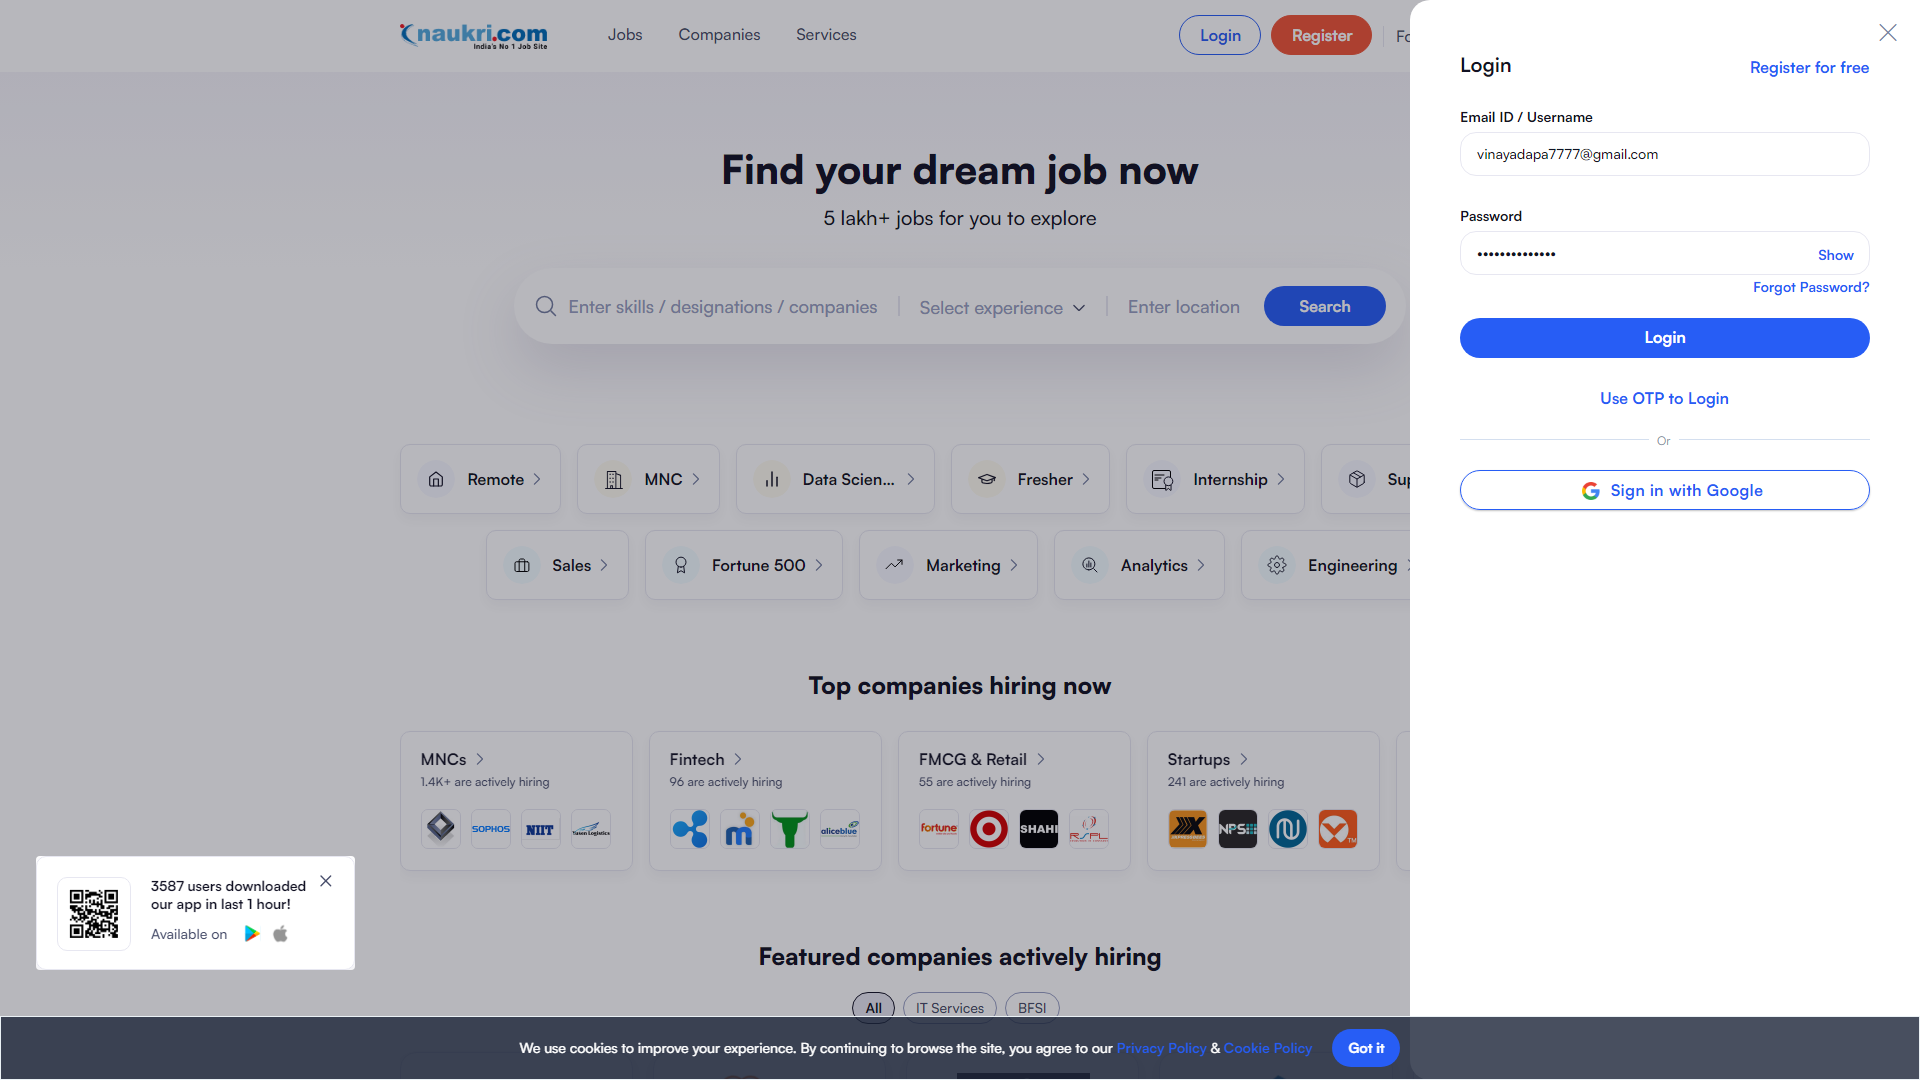 naukri.com
India's No 1 Job Site
Jobs
Companies
Services
Login
Register
Login
Register for free
Email ID / Username
vinayadapa7777@gmail.com
Password
••••••••••••••
Show
Forgot Password?
Login
Use OTP to Login
Or
Sign in with Google
Find your dream job now
5 lakh+ jobs for you to explore
Enter skills / designations / companies
Select experience
Enter location
Search
Remote
MNC
Data Scien...
Fresher
Internship
Sales
Fortune 500
Marketing
Analytics
Engineering
Top companies hiring now
MNCs
1.4K+ are actively hiring
SOPHOS
NIIT
Yusen Logistics
Fintech
96 are actively hiring
aliceblue
FMCG & Retail
55 are actively hiring
fortune
SHAHI
RSPL
Startups
241 are actively hiring
NPS
3587 users downloaded
our app in last 1 hour!
Available on
Featured companies actively hiring
All
IT Services
BFSI
We use cookies to improve your experience. By continuing to browse the site, you agree to our Privacy Policy & Cookie Policy
Got it